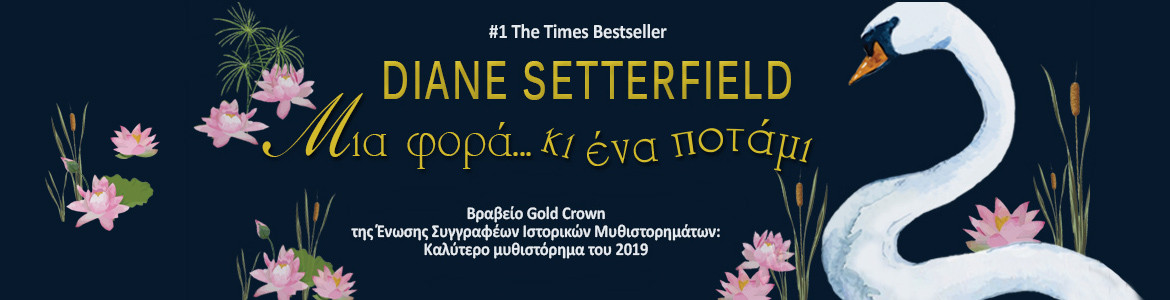 #1 The Times Bestseller
DIANE SETTERFIELD
Μια φορά... κι ένα ποτάμι
Βραβείο Gold Crown
της Ένωσης Συγγραφέων Ιστορικών Μυθιστορημάτων:
Καλύτερο μυθιστόρημα του 2019